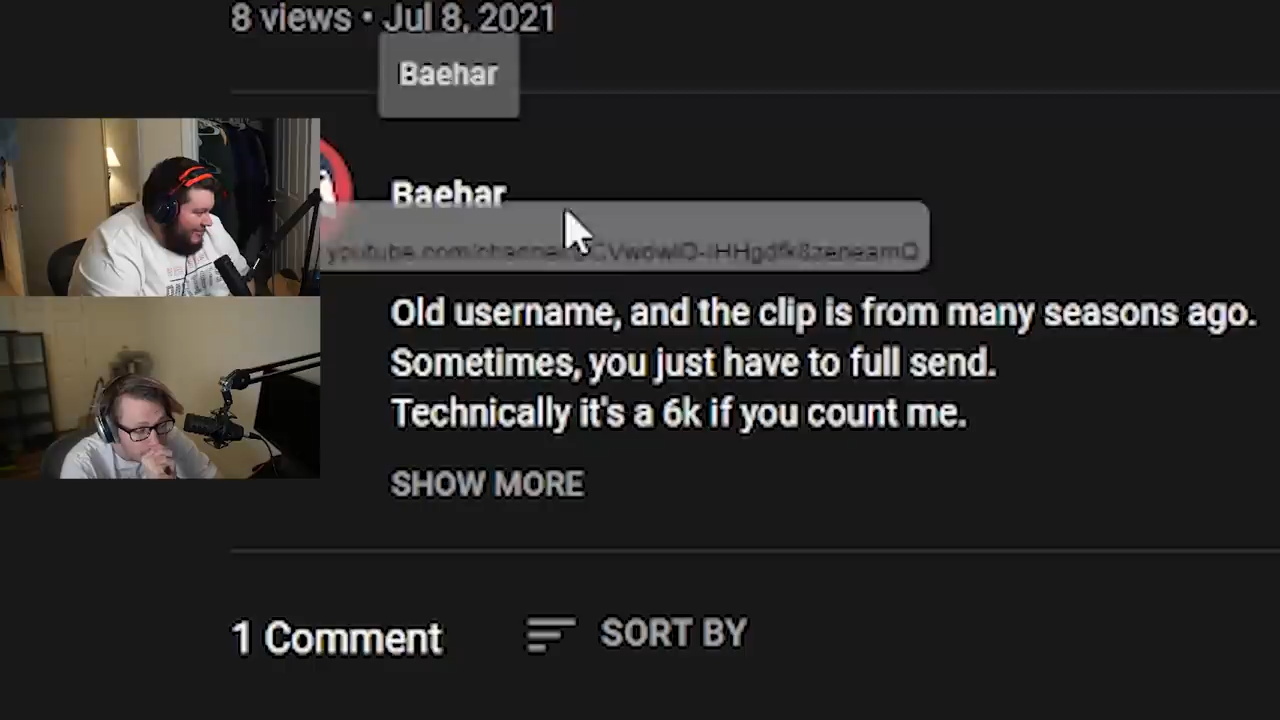 8 views • Jul 8, 2021
Baehar
Baehar
Old username, and the clip is from many seasons ago.
Sometimes, you just have to full send.
Technically it's a 6k if you count me.
SHOW MORE
1 Comment
SORT BY